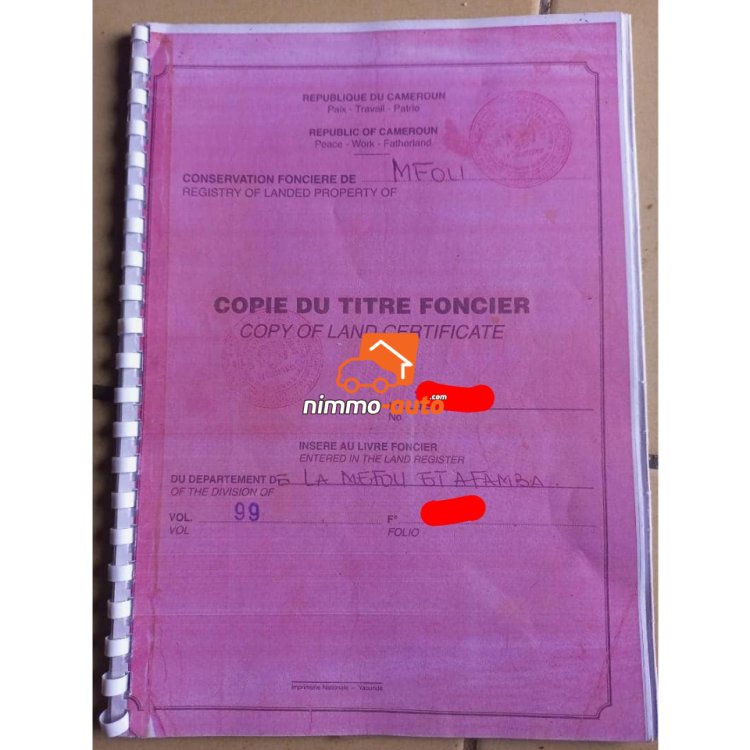 REPUBLIQUE DU CAMEROUN
Paix - Travail - Patrie
REPUBLIC OF CAMEROUN
Peace - Work - Fatherland
CONSERVATION FONCIERE DE MFOU
REGISTRY OF LANDED PROPERTY OF
COPIE DU TITRE FONCIER
COPY OF LAND CERTIFICATE
nimmo-auto.com
No.
INSERE AU LIVRE FONCIER
ENTERED IN THE LAND REGISTER
DU DEPARTEMENT DE LA MEFOU ET AFAMBA
OF THE DIVISION OF
VOL. 99 F°
VOL FOLIO
Imprimerie Nationale - Yaoundé